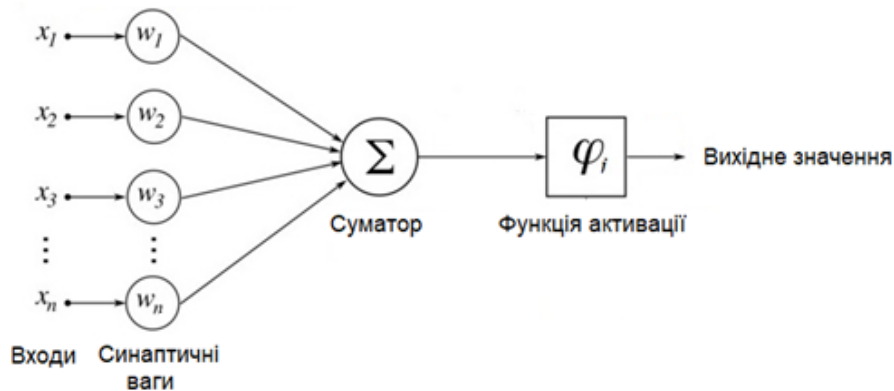 x1 w1
x2 w2
Σ φi Вихідне значення
x3 w3
Суматор Функція активації
⋮ ⋮
xn wn
Входи Синаптичні
ваги